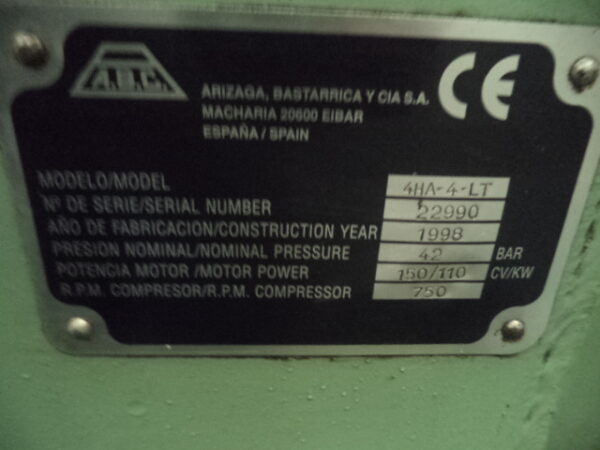 A.B.C.
ARIZAGA, BASTARRICA Y CIA S.A.
MACHARIA 20600 EIBAR
ESPAÑA / SPAIN
CE
MODELO/MODEL 4HA-4-LT
Nº DE SERIE/SERIAL NUMBER 22990
AÑO DE FABRICACION/CONSTRUCTION YEAR 1998
PRESION NOMINAL/NOMINAL PRESSURE 42 BAR
POTENCIA MOTOR /MOTOR POWER 150/110 CV/KW
R.P.M. COMPRESOR/R.P.M. COMPRESSOR 750